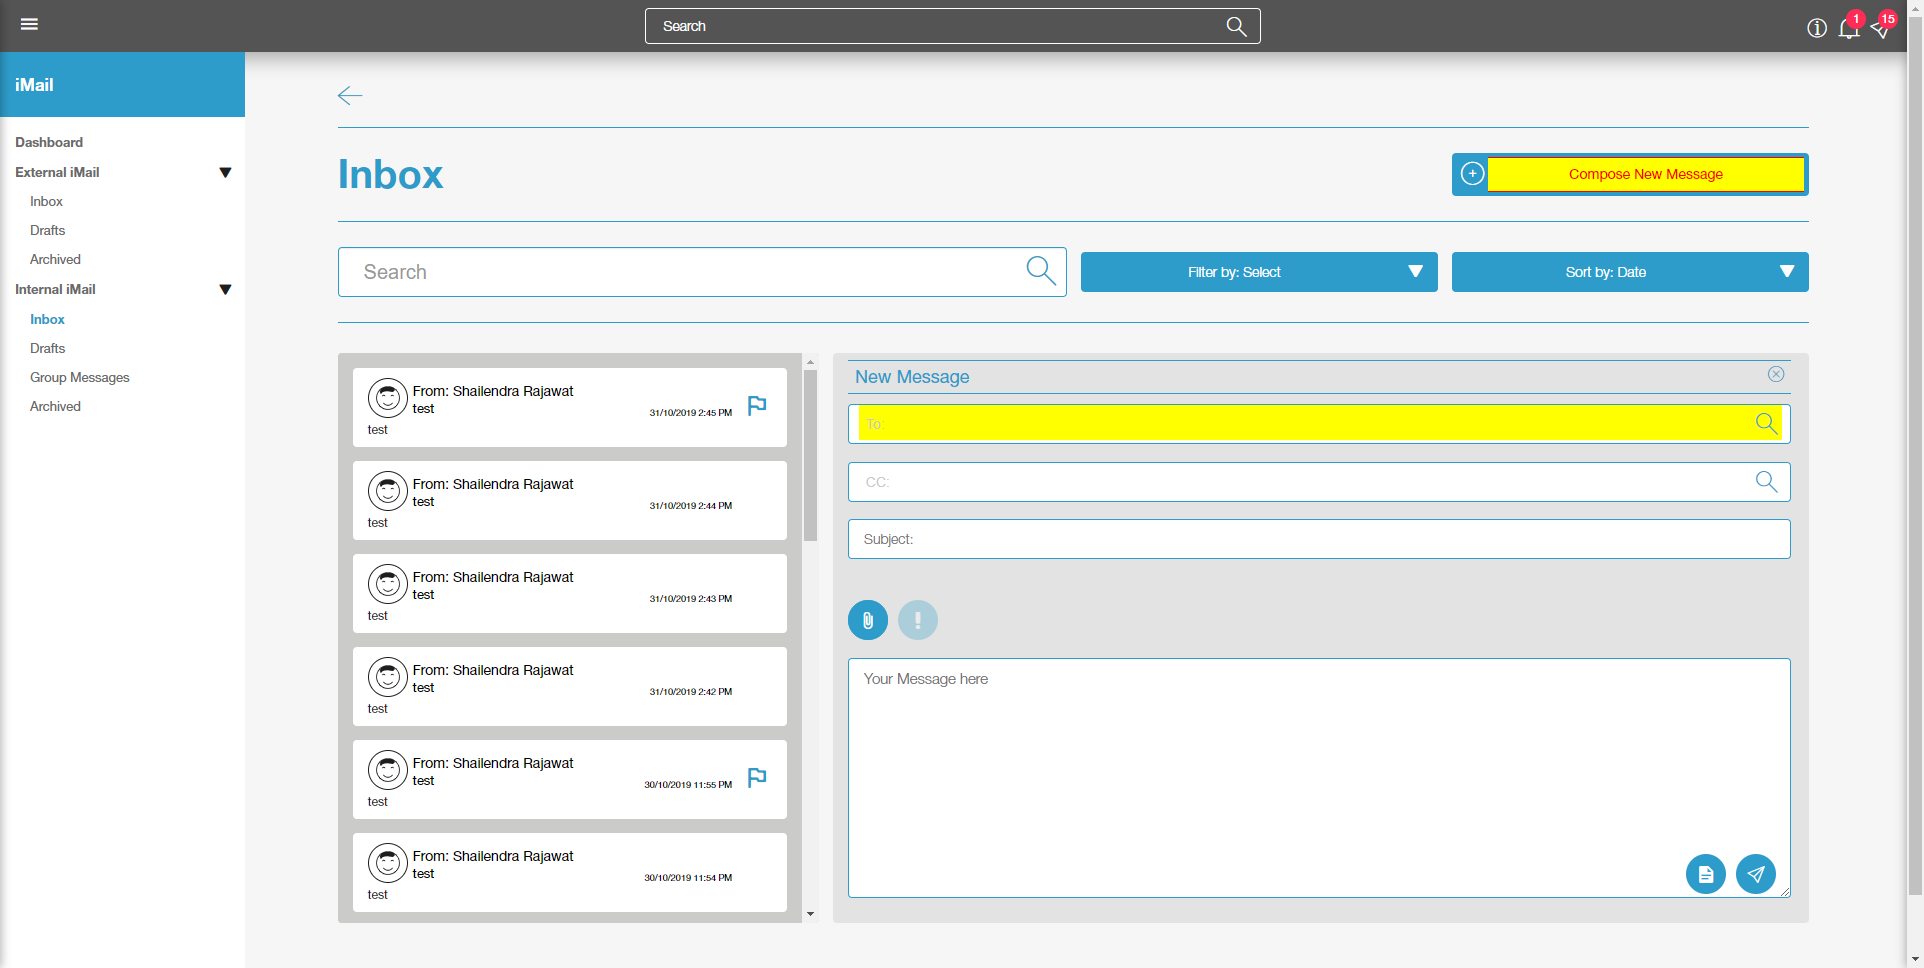 Search
1
15
iMail
Dashboard
External iMail
Inbox
Drafts
Archived
Internal iMail
Inbox
Drafts
Group Messages
Archived
Inbox
Compose New Message
Search
Filter by: Select
Sort by: Date
From: Shailendra Rajawat
test
31/10/2019 2:45 PM
test
From: Shailendra Rajawat
test
31/10/2019 2:44 PM
test
From: Shailendra Rajawat
test
31/10/2019 2:43 PM
test
From: Shailendra Rajawat
test
31/10/2019 2:42 PM
test
From: Shailendra Rajawat
test
30/10/2019 11:55 PM
test
From: Shailendra Rajawat
test
30/10/2019 11:54 PM
test
New Message
To:
CC:
Subject:
Your Message here